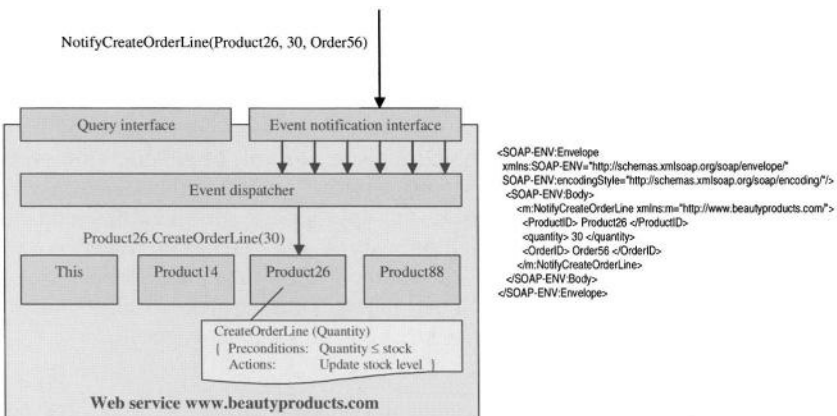 NotifyCreateOrderLine(Product26, 30, Order56)
Query interface
Event notification interface
Event dispatcher
Product26.CreateOrderLine(30)
This
Product14
Product26
Product88
CreateOrderLine (Quantity)
{ Preconditions: Quantity ≤ stock
Actions: Update stock level }
Web service www.beautyproducts.com
<SOAP-ENV:Envelope
xmlns:SOAP-ENV="http://schemas.xmlsoap.org/soap/envelope/"
SOAP-ENV:encodingStyle="http://schemas.xmlsoap.org/soap/encoding/"/>
<SOAP-ENV:Body>
<m:NotifyCreateOrderLine xmlns:m="http://www.beautyproducts.com/">
<ProductID> Product26 </ProductID>
<quantity> 30 </quantity>
<OrderID> Order56 </OrderID>
</m:NotifyCreateOrderLine>
</SOAP-ENV:Body>
</SOAP-ENV:Envelope>